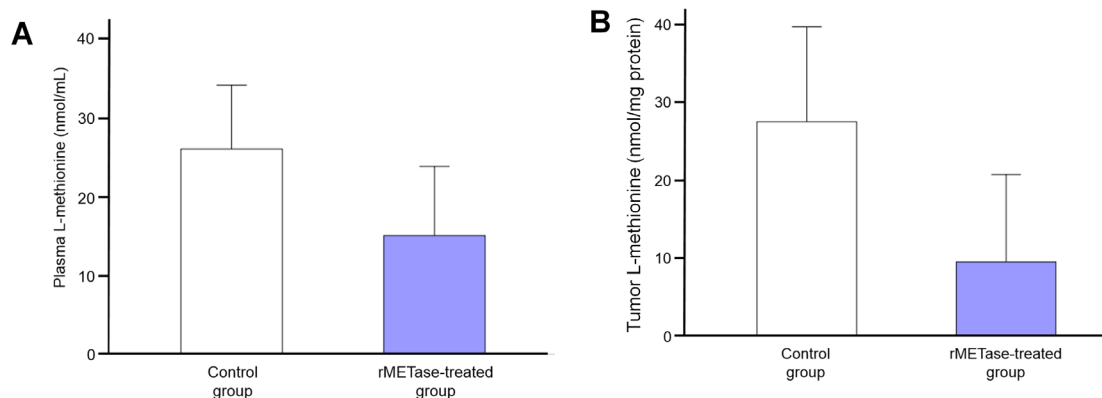 A
Plasma L-methionine (nmol/mL)
40
30
20
10
0
Control
group
rMETase-treated
group
B
Tumor L-methionine (nmol/mg protein)
40
30
20
10
0
Control
group
rMETase-treated
group